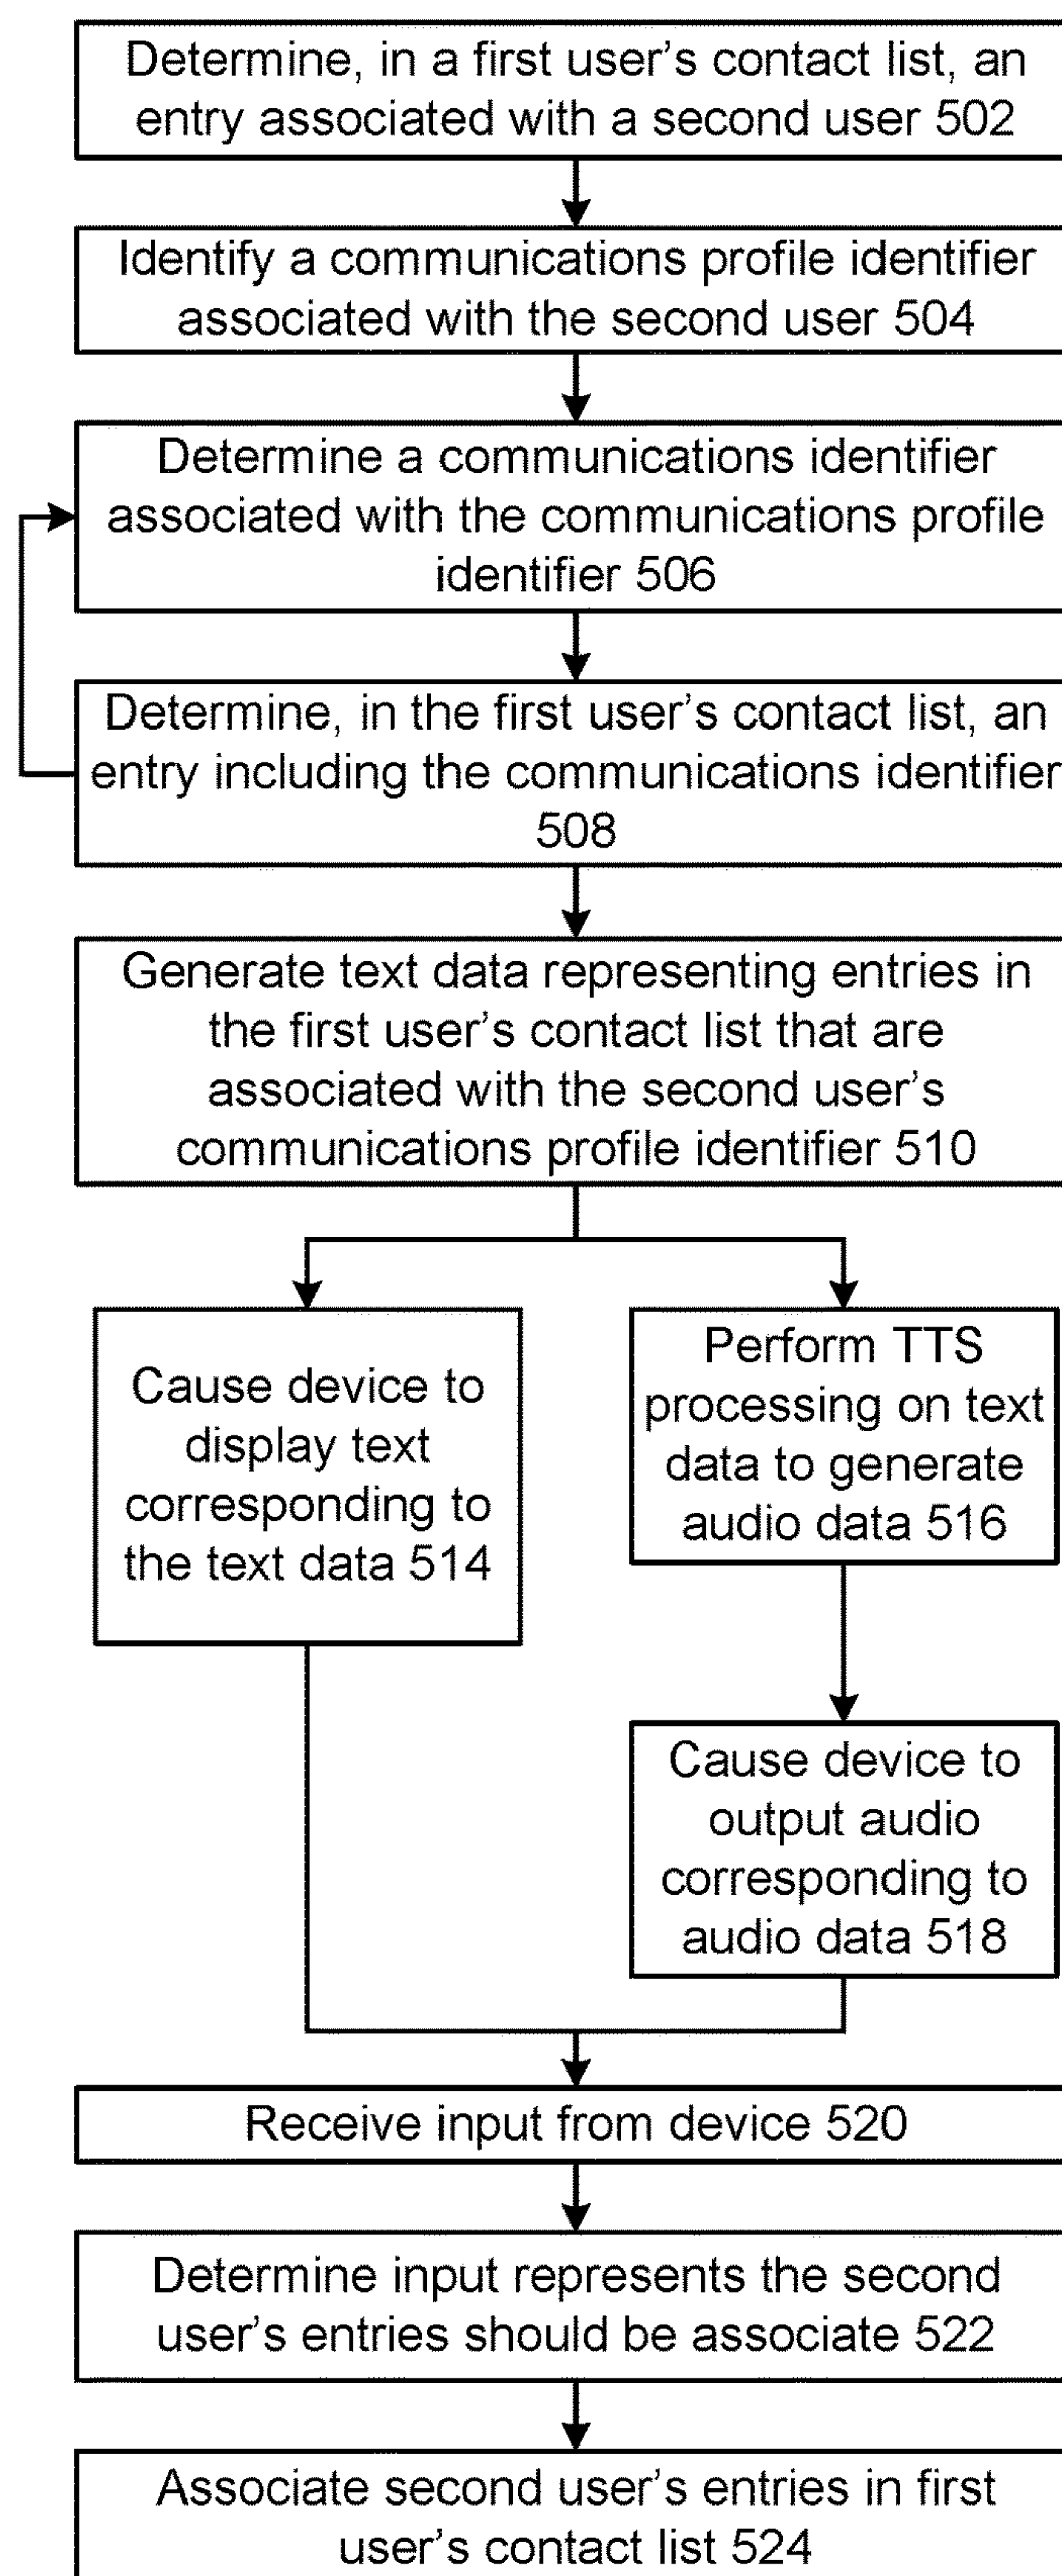 Determine, in a first user's contact list, an
entry associated with a second user 502
Identify a communications profile identifier
associated with the second user 504
Determine a communications identifier
associated with the communications profile
identifier 506
Determine, in the first user's contact list, an
entry including the communications identifier
508
Generate text data representing entries in
the first user's contact list that are
associated with the second user's
communications profile identifier 510
Cause device to
display text
corresponding to
the text data 514
Perform TTS
processing on text
data to generate
audio data 516
Cause device to
output audio
corresponding to
audio data 518
Receive input from device 520
Determine input represents the second
user's entries should be associate 522
Associate second user's entries in first
user's contact list 524